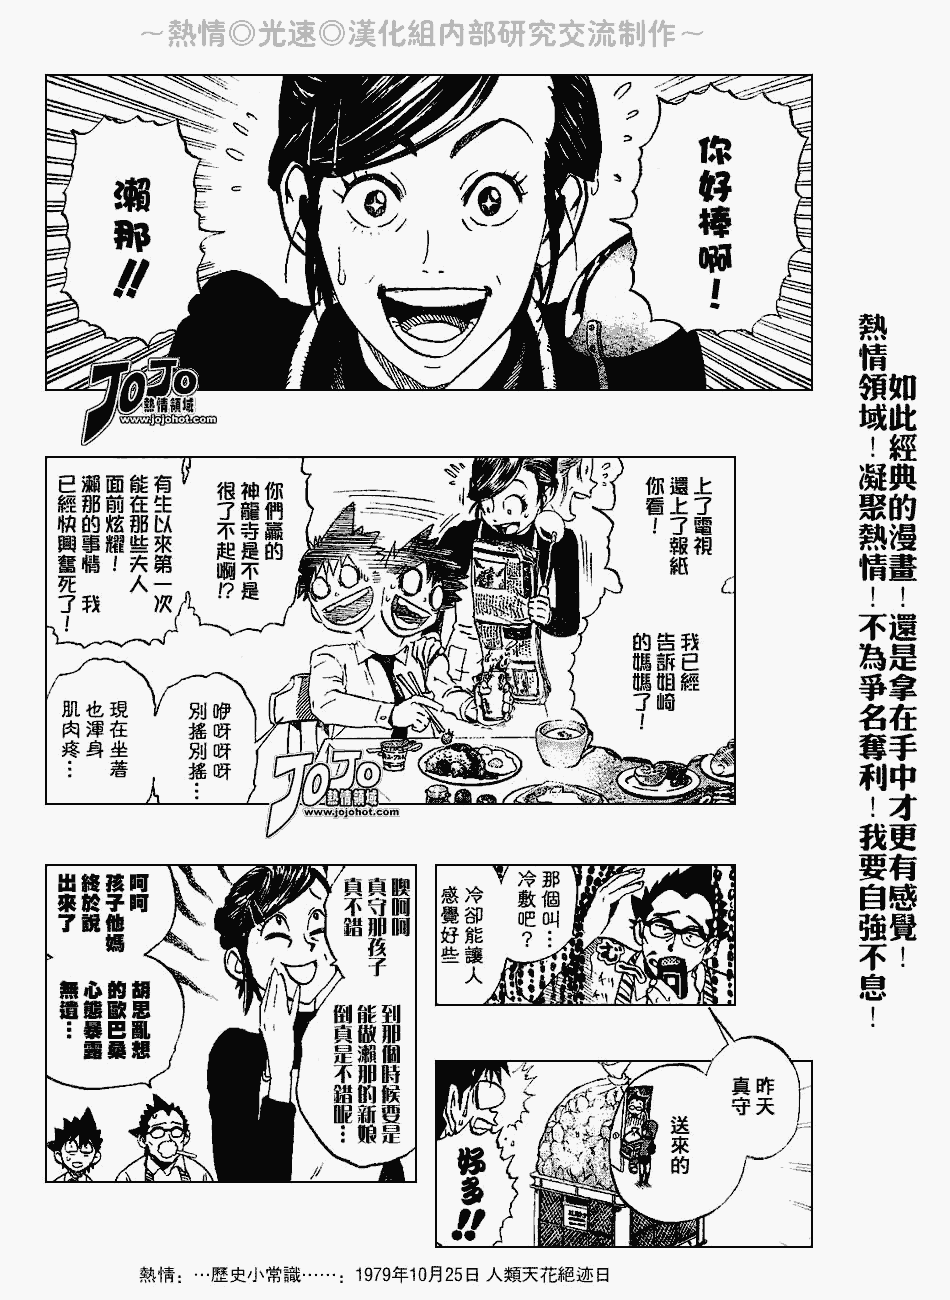 ～熱情◎光速◎漢化組內部研究交流制作～
你好棒啊！
瀨那!!
JOJO
熱情領域
www.jojohot.com
如此經典的漫畫！還是拿在手中才更有感覺！
熱情領域！凝聚熱情！不為爭名奪利！我要自強不息！
上了電視
還上了報紙
你看！
我已經
告訴姐崎
的媽媽了！
你們贏的
神龍寺是不是
很了不起啊!?
有生以來第一次
能在那些夫人
面前炫耀！
瀨那的事情 我
已經快興奮死了！
咿呀呀呀
別搖別搖…
現在坐著
也渾身
肌肉疼…
JOJO
熱情領域
www.jojohot.com
那個叫…
冷敷吧？
冷卻能讓人
感覺好些
昨天
真守
送來的
好多!!
噢呵呵
真守那孩子
真不錯
到那個時候要是
能做瀨那的新娘
倒真是不錯呢…
呵呵
孩子他媽
終於說
出來了
胡思亂想
的歐巴桑
心態暴露
無遺…
熱情：…歷史小常識……：1979年10月25日 人類天花絕迹日